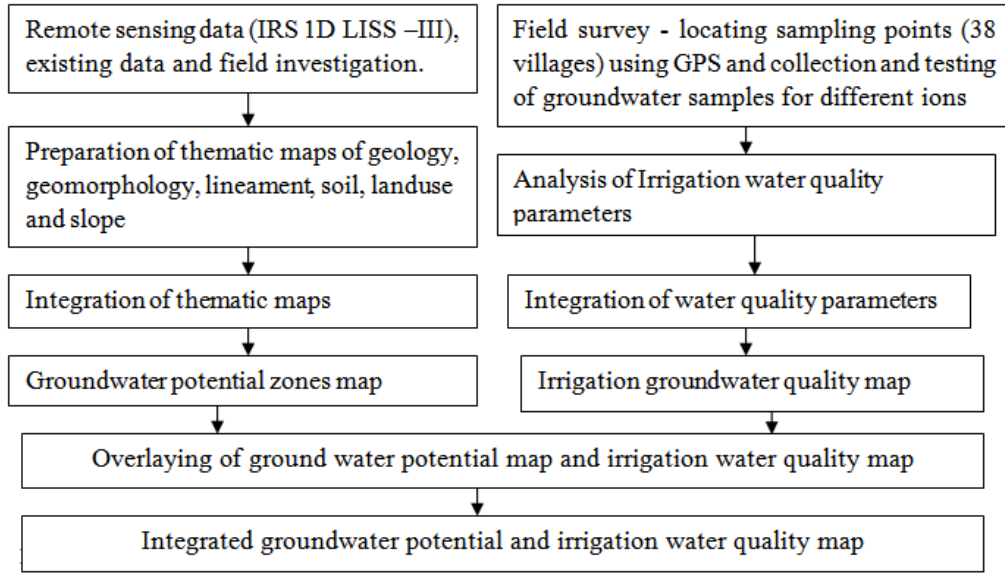 Remote sensing data (IRS 1D LISS –III),
existing data and field investigation.
Preparation of thematic maps of geology,
geomorphology, lineament, soil, landuse
and slope
Integration of thematic maps
Groundwater potential zones map
Field survey - locating sampling points (38
villages) using GPS and collection and testing
of groundwater samples for different ions
Analysis of Irrigation water quality
parameters
Integration of water quality parameters
Irrigation groundwater quality map
Overlaying of ground water potential map and irrigation water quality map
Integrated groundwater potential and irrigation water quality map